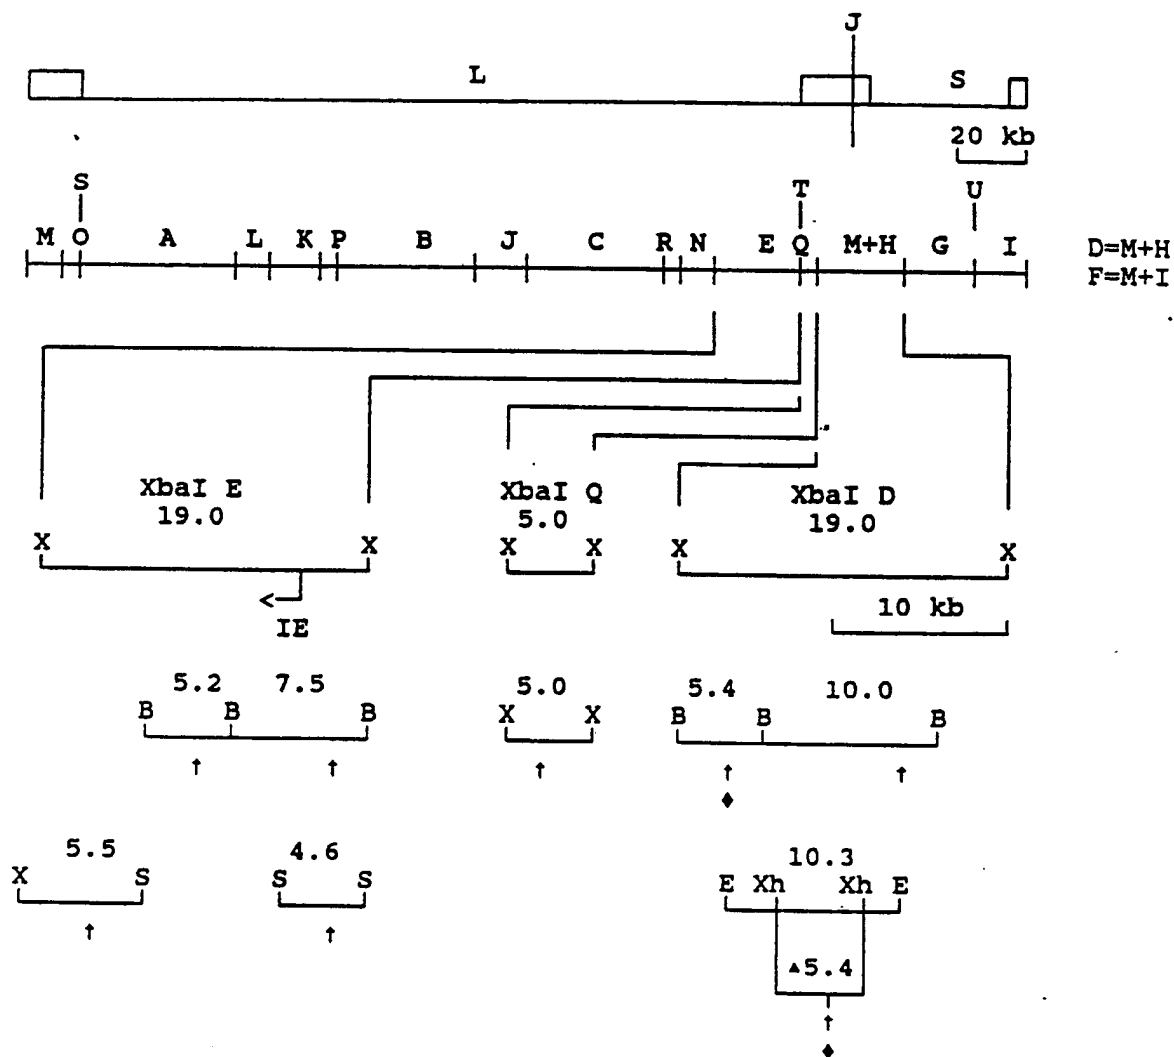 J
L S
20 kb
S T U
M O A L K P B J C R N E Q M+H G I D=M+H
F=M+I
XbaI E XbaI Q XbaI D
19.0 5.0 19.0
X X X X X X
10 kb
<
IE
5.2 7.5 5.0 5.4 10.0
B B B X X B B B
↑ ↑ ↑ ↑ ↑
♦
5.5 4.6 10.3
X S S S E Xh Xh E
↑ ↑
▲5.4
↑
♦